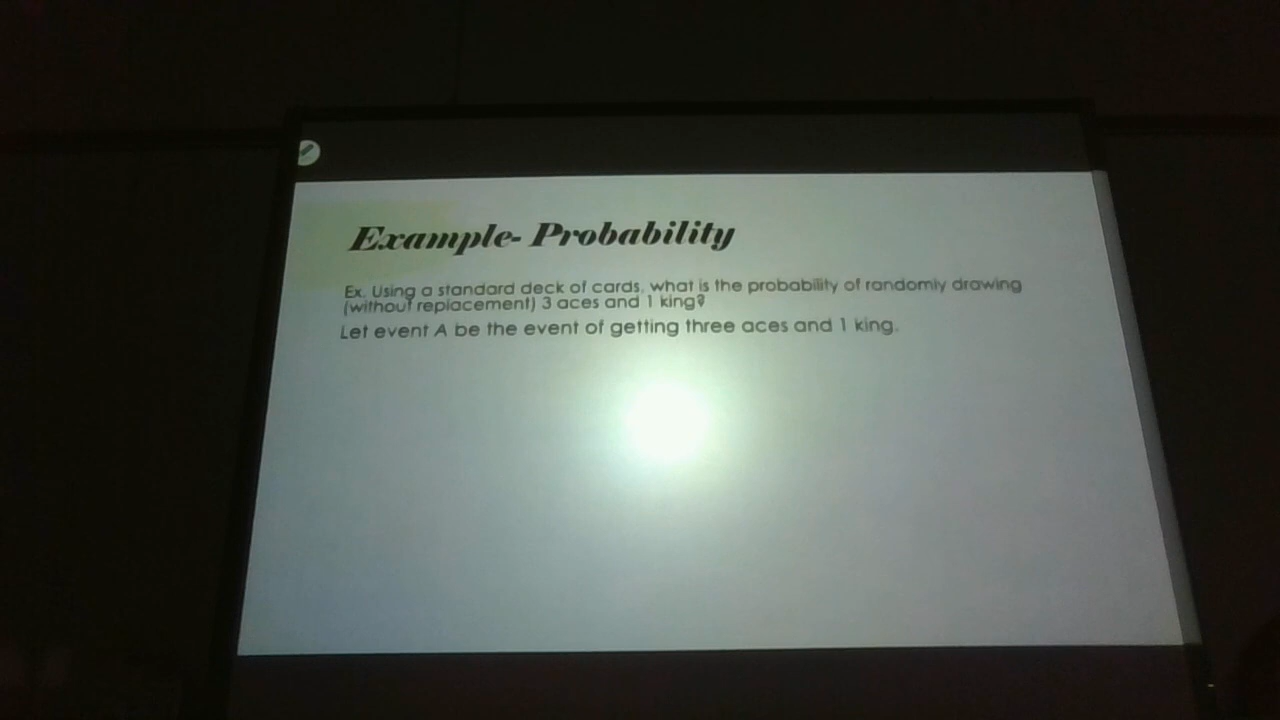 Example- Probability
Ex. Using a standard deck of cards, what is the probability of randomly drawing
(without replacement) 3 aces and 1 king?
Let event A be the event of getting three aces and 1 king.